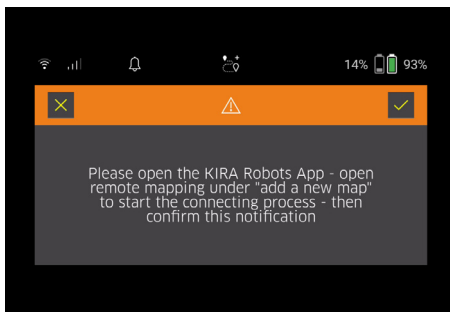 14% 93%
Please open the KIRA Robots App - open
remote mapping under "add a new map"
to start the connecting process - then
confirm this notification